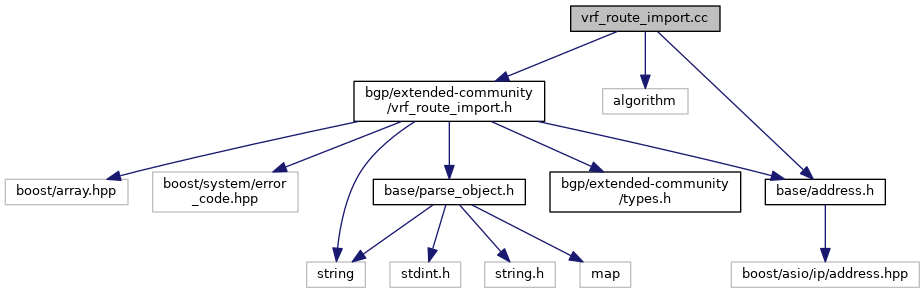 vrf_route_import.cc
bgp/extended-community
/vrf_route_import.h
algorithm
boost/array.hpp
boost/system/error
_code.hpp
base/parse_object.h
bgp/extended-community
/types.h
base/address.h
string
stdint.h
string.h
map
boost/asio/ip/address.hpp